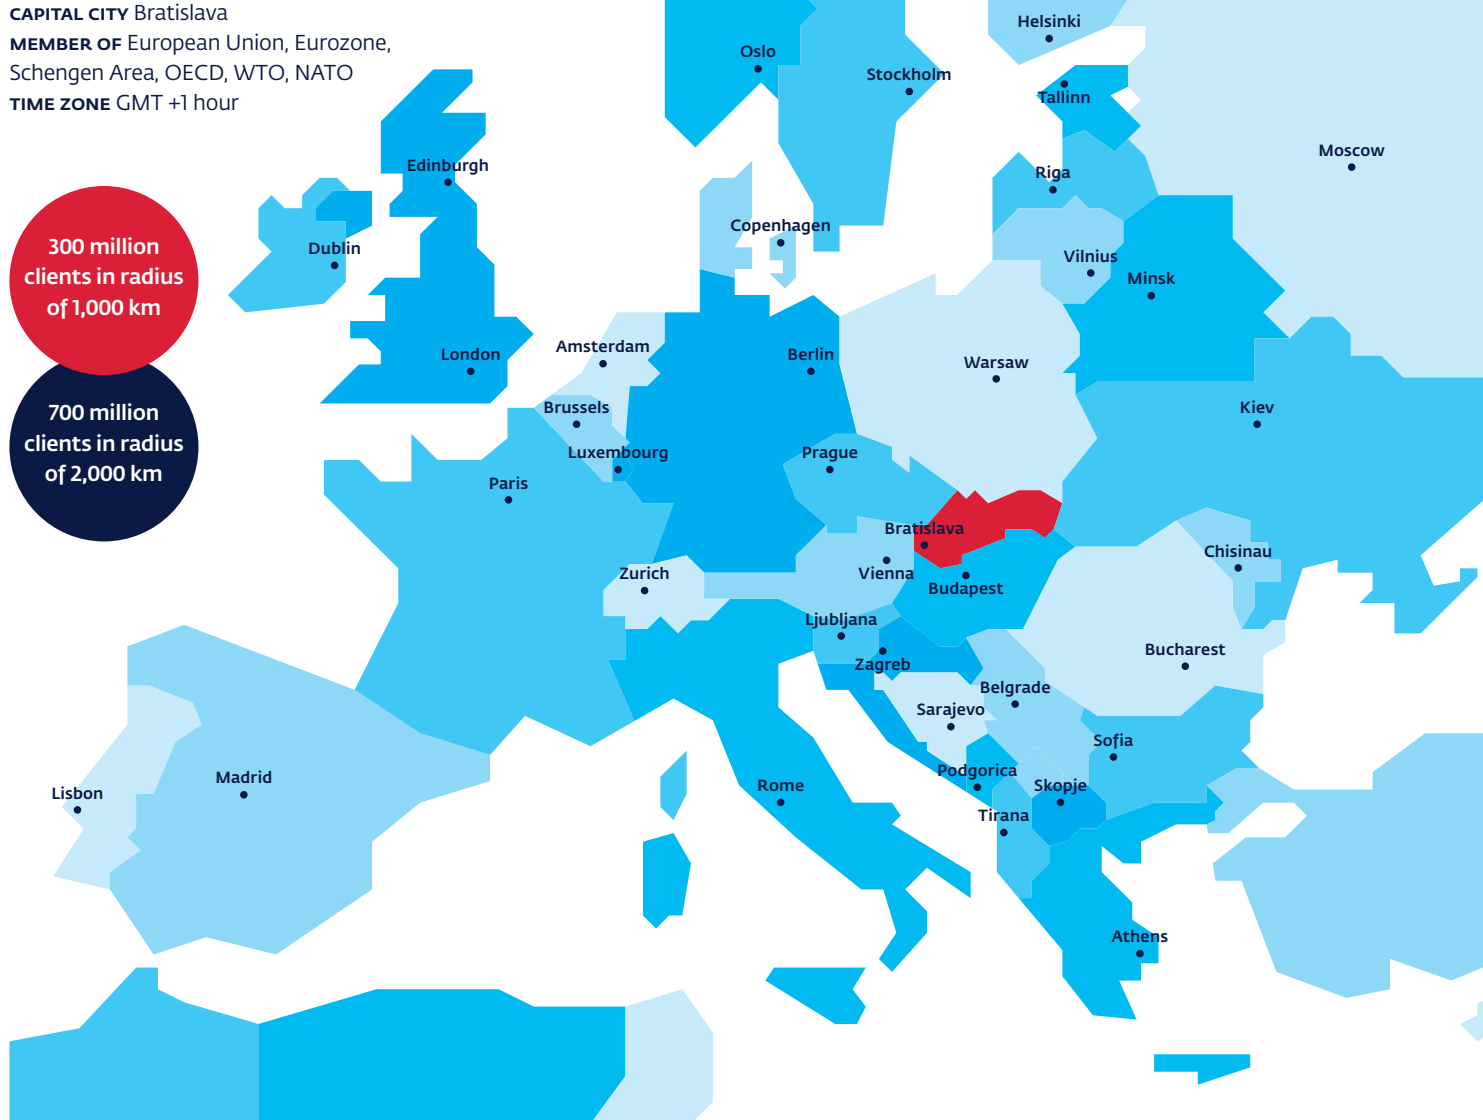 CAPITAL CITY Bratislava
MEMBER OF European Union, Eurozone,
Schengen Area, OECD, WTO, NATO
TIME ZONE GMT +1 hour
300 million
clients in radius
of 1,000 km
700 million
clients in radius
of 2,000 km
Helsinki
Oslo
Stockholm
Tallinn
Moscow
Edinburgh
Riga
Copenhagen
Dublin
Vilnius
Minsk
Amsterdam
London
Berlin
Warsaw
Brussels
Kiev
Luxembourg
Prague
Paris
Bratislava
Chisinau
Zurich
Vienna
Budapest
Ljubljana
Bucharest
Zagreb
Belgrade
Sarajevo
Sofia
Podgorica
Madrid
Rome
Skopje
Lisbon
Tirana
Athens